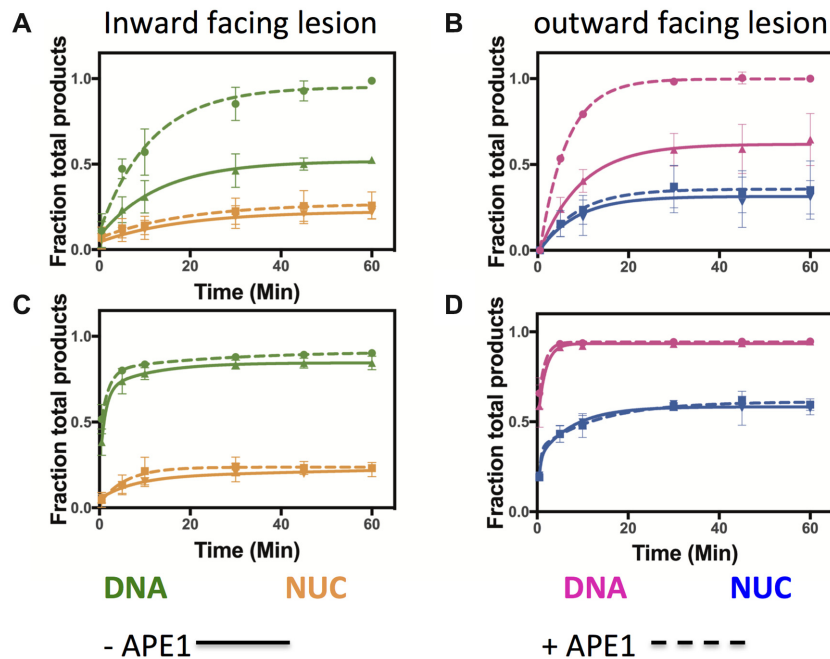 A Inward facing lesion
B outward facing lesion
Fraction total products
1.0
0.5
0.0
0 20 40 60
Time (Min)
Fraction total products
1.0
0.5
0.0
0 20 40 60
Time (Min)
C
D
Fraction total products
1.0
0.5
0.0
0 20 40 60
Time (Min)
Fraction total products
1.0
0.5
0.0
0 20 40 60
Time (Min)
DNA NUC
DNA NUC
- APE1
+ APE1